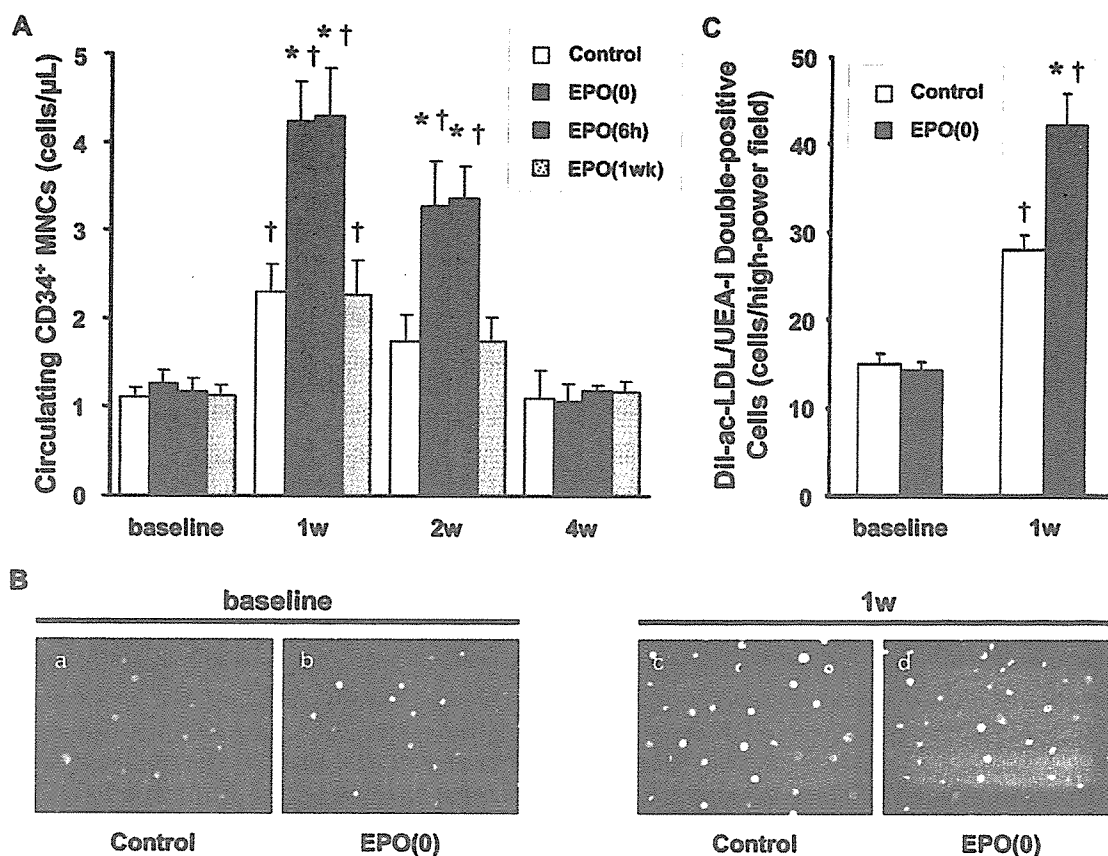 A
Circulating CD34⁺ MNCs (cells/µL)
5
4
3
2
1
0
* † * †
† †
* † * †
baseline 1w 2w 4w
Control
EPO(0)
EPO(6h)
EPO(1wk)
C
DiI-ac-LDL/UEA-I Double-positive
Cells (cells/high-power field)
50
40
30
20
10
0
Control
EPO(0)
* †
†
baseline 1w
B
baseline 1w
a b c d
Control EPO(0) Control EPO(0)